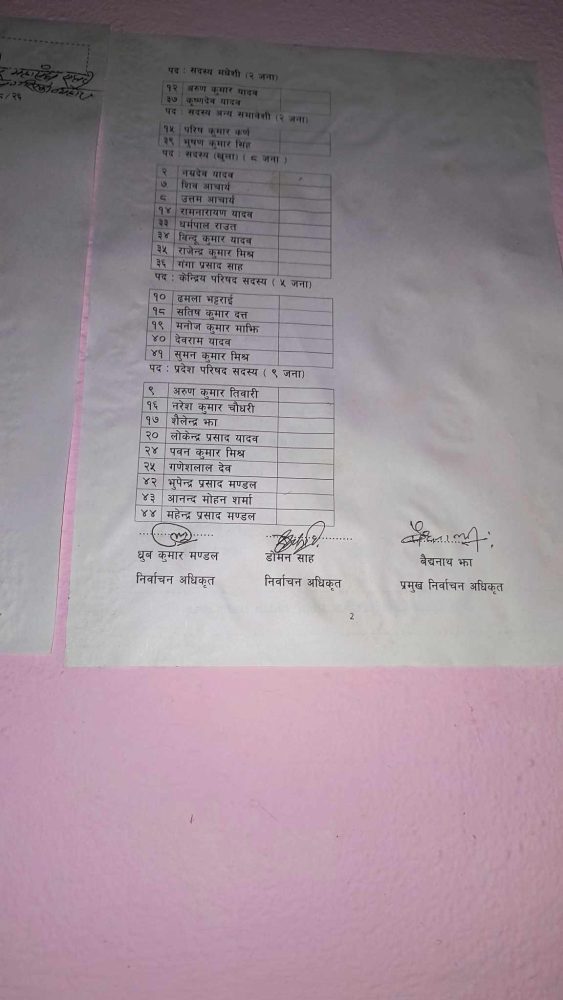 पद : सदस्य मधेशी (२ जना)
१२ अरुण कुमार यादव
३७ कृष्णदेव यादव
पद : सदस्य अन्य समावेशी (२ जना)
१५ परिष कुमार कर्ण
३९ भुषण कुमार सिंह
पद : सदस्य (खुला) ( ८ जना )
२ नग्रदेव यादव
७ शिव आचार्य
८ उत्तम आचार्य
१४ रामनारायण यादव
३३ धर्मपाल राउत
३४ विन्दू कुमार यादव
३५ राजेन्द्र कुमार मिश्र
३६ गंगा प्रसाद साह
पद : केन्द्रिय परिषद सदस्य ( ५ जना)
१० ढमला भट्टराई
१८ सतिष कुमार दत्त
१९ मनोज कुमार माझि
४० देवराम यादव
४१ सुमन कुमार मिश्र
पद : प्रदेश परिषद सदस्य ( ९ जना)
९ अरुण कुमार तिवारी
१६ नरेश कुमार चौधरी
१७ शैलेन्द्र झा
२० लोकेन्द्र प्रसाद यादव
२४ पवन कुमार मिश्र
२५ गणेशलाल देव
४२ भुपेन्द्र प्रसाद मण्डल
४३ आनन्द मोहन शर्मा
४४ महेन्द्र प्रसाद मण्डल
ध्रुब कुमार मण्डल डोमन साह बैद्यनाथ झा
निर्वाचन अधिकृत निर्वाचन अधिकृत प्रमुख निर्वाचन अधिकृत
2